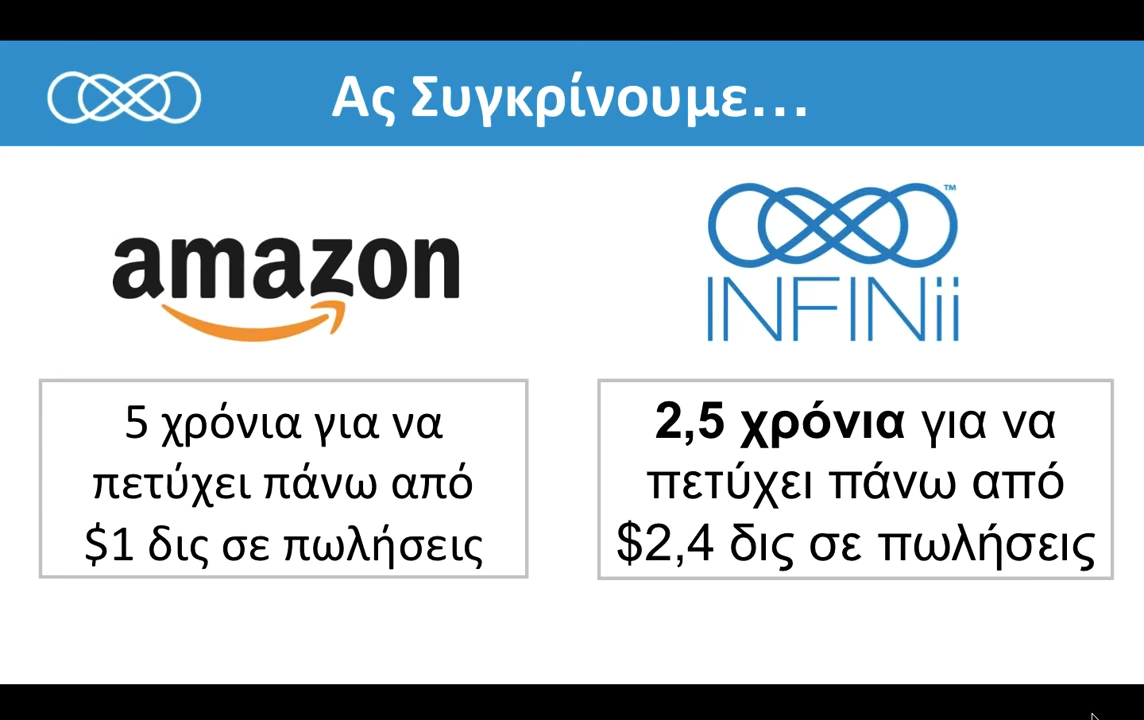 Ας Συγκρίνουμε...
amazon
™
INFINii
5 χρόνια για να
πετύχει πάνω από
$1 δις σε πωλήσεις
2,5 χρόνια για να
πετύχει πάνω από
$2,4 δις σε πωλήσεις